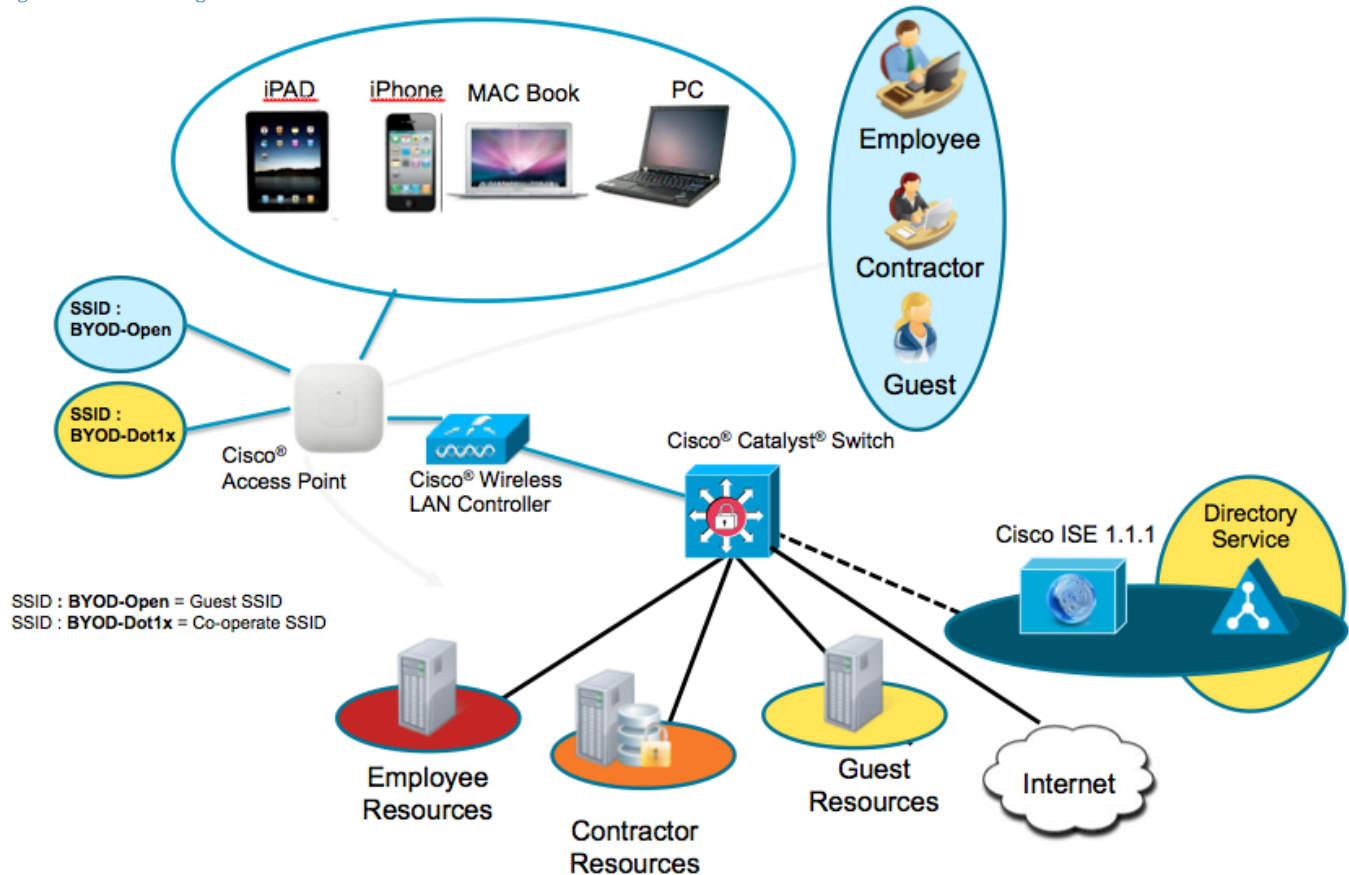 iPAD
iPhone
MAC Book
PC
Employee
Contractor
Guest
SSID :
BYOD-Open
SSID :
BYOD-Dot1x
Cisco®
Access Point
Cisco® Wireless
LAN Controller
Cisco® Catalyst® Switch
Cisco ISE 1.1.1
Directory
Service
SSID : BYOD-Open = Guest SSID
SSID : BYOD-Dot1x = Co-operate SSID
Employee
Resources
Contractor
Resources
Guest
Resources
Internet